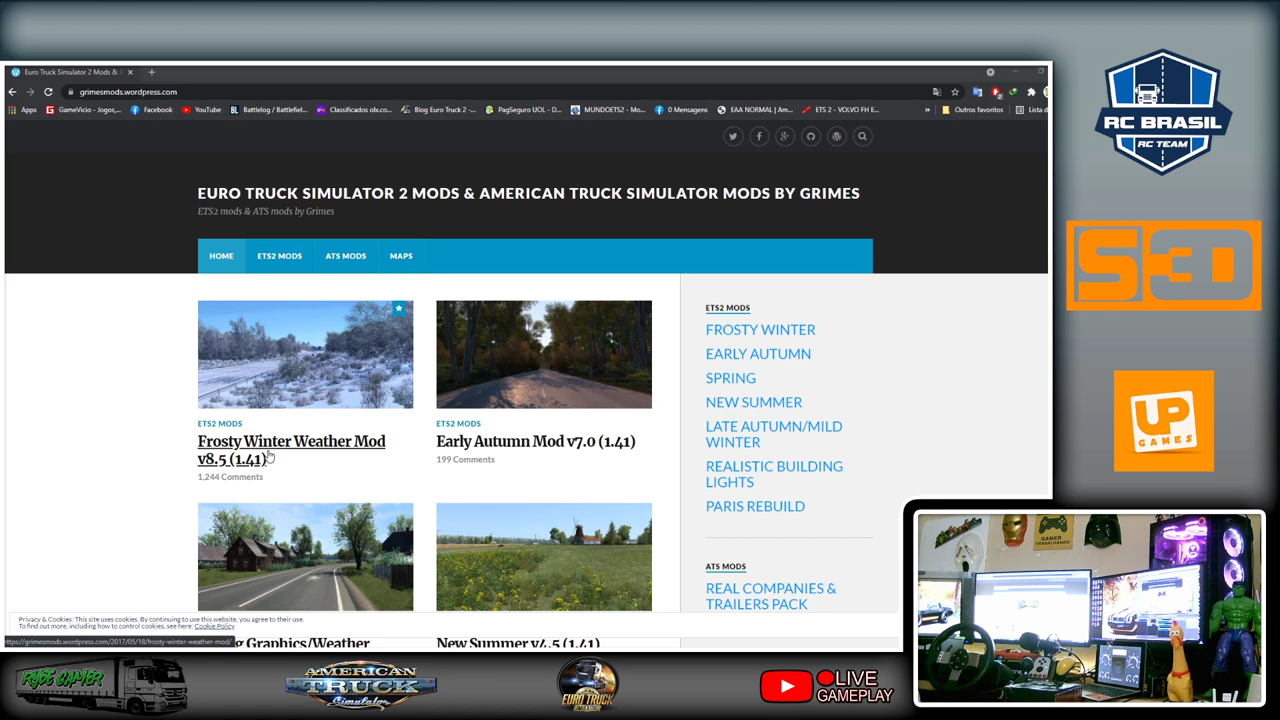 Euro Truck Simulator 2 Mods &
grimesmods.wordpress.com
Apps GameVicio - Jogos,... Facebook YouTube Battlelog / Battlefiel... Classificados olx.co... Blog Euro Truck 2 -... PagSeguro UOL - D... MUNDOETS2 - Mo... 0 Mensagens EAA NORMAL | Am... ETS 2 - VOLVO FH E... » Outros favoritos Lista d
EURO TRUCK SIMULATOR 2 MODS & AMERICAN TRUCK SIMULATOR MODS BY GRIMES
ETS2 mods & ATS mods by Grimes
HOME ETS2 MODS ATS MODS MAPS
ETS2 MODS
Frosty Winter Weather Mod
v8.5 (1.41)
1,244 Comments
ETS2 MODS
Early Autumn Mod v7.0 (1.41)
199 Comments
Graphics/Weather
New Summer v4.5 (1.41)
ETS2 MODS
FROSTY WINTER
EARLY AUTUMN
SPRING
NEW SUMMER
LATE AUTUMN/MILD
WINTER
REALISTIC BUILDING
LIGHTS
PARIS REBUILD
ATS MODS
REAL COMPANIES &
TRAILERS PACK
Privacy & Cookies: This site uses cookies. By continuing to use this website, you agree to their use.
To find out more, including how to control cookies, see here: Cookie Policy
https://grimesmods.wordpress.com/2017/05/18/frosty-winter-weather-mod/
RC BRASIL
RC TEAM
S3D
UP
GAMES
GAMER
TRABALHANDO
RYBE GAMER
AMERICAN
TRUCK
Simulator
EURO TRUCK
LIVE
GAMEPLAY